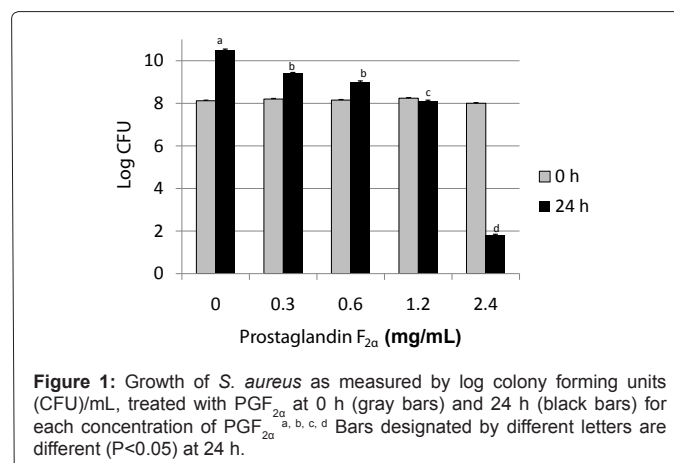 a
b
b
c
d
10
8
6
4
2
0
Log CFU
0 h
24 h
0 0.3 0.6 1.2 2.4
Prostaglandin F2α (mg/mL)
Figure 1: Growth of S. aureus as measured by log colony forming units
(CFU)/mL, treated with PGF2α at 0 h (gray bars) and 24 h (black bars) for
each concentration of PGF2α a, b, c, d Bars designated by different letters are
different (P<0.05) at 24 h.